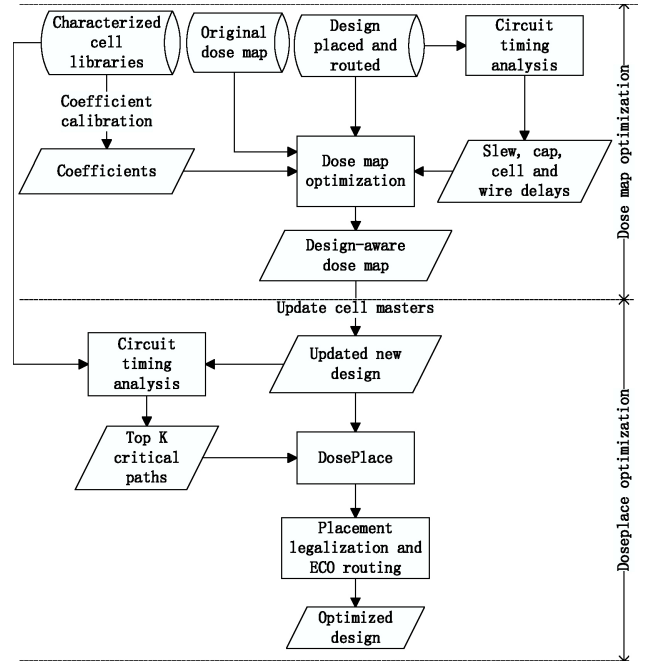 Characterized
cell
libraries
Original
dose map
Design
placed and
routed
Circuit
timing
analysis
Coefficient
calibration
Coefficients
Dose map
optimization
Slew, cap,
cell and
wire delays
Design-aware
dose map
Dose map optimization
Update cell masters
Circuit
timing
analysis
Updated new
design
Top K
critical
paths
DosePlace
Placement
legalization and
ECO routing
Optimized
design
Doseplace optimization